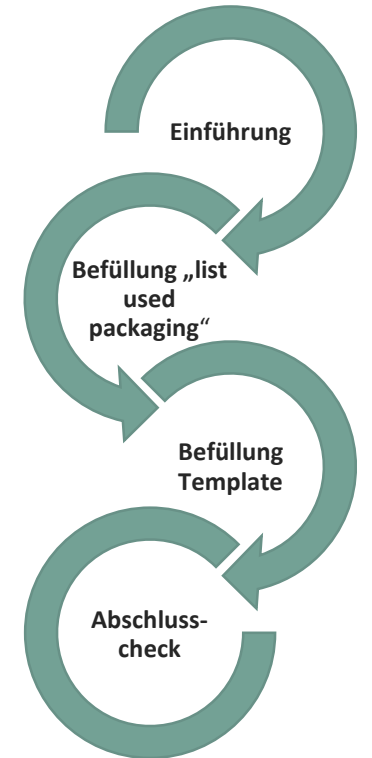 Einführung
Befüllung „list
used
packaging“
Befüllung
Template
Abschluss-
check